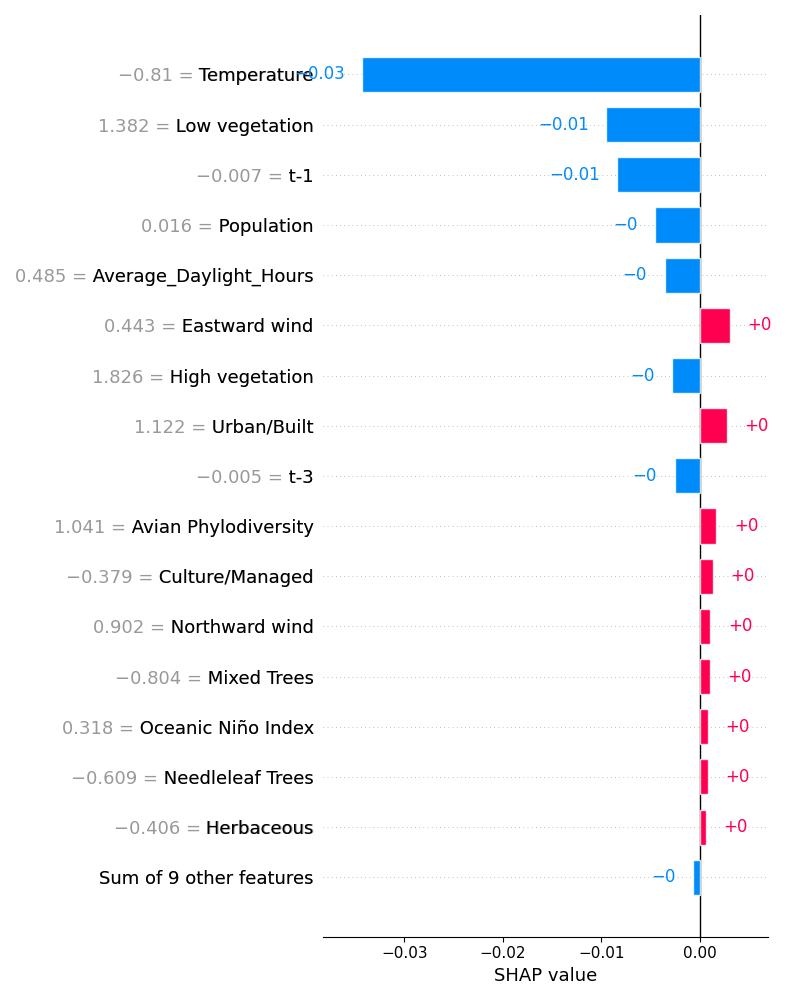 −0.81 = Temperature −0.03
1.382 = Low vegetation −0.01
−0.007 = t-1 −0.01
0.016 = Population −0
0.485 = Average_Daylight_Hours −0
0.443 = Eastward wind +0
1.826 = High vegetation −0
1.122 = Urban/Built +0
−0.005 = t-3 −0
1.041 = Avian Phylodiversity +0
−0.379 = Culture/Managed +0
0.902 = Northward wind +0
−0.804 = Mixed Trees +0
0.318 = Oceanic Niño Index +0
−0.609 = Needleleaf Trees +0
−0.406 = Herbaceous +0
Sum of 9 other features −0
−0.03 −0.02 −0.01 0.00
SHAP value